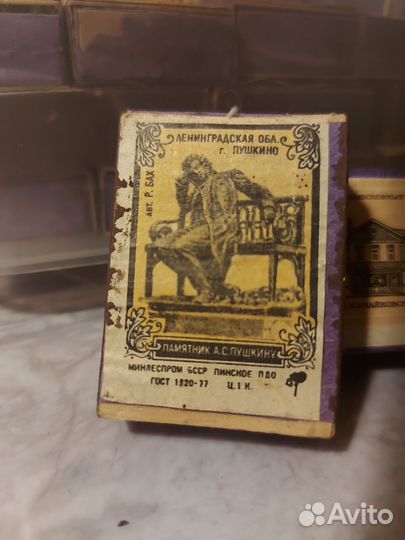 ЛЕНИНГРАДСКАЯ ОБЛ.
г. ПУШКИНО
АВТ. Р. БАХ
ПАМЯТНИК А.С.ПУШКИНУ
МИНЛЕСПРОМ БССР ПИНСКОЕ ПДО
ГОСТ 1820-77 Ц.1 К.
Avito